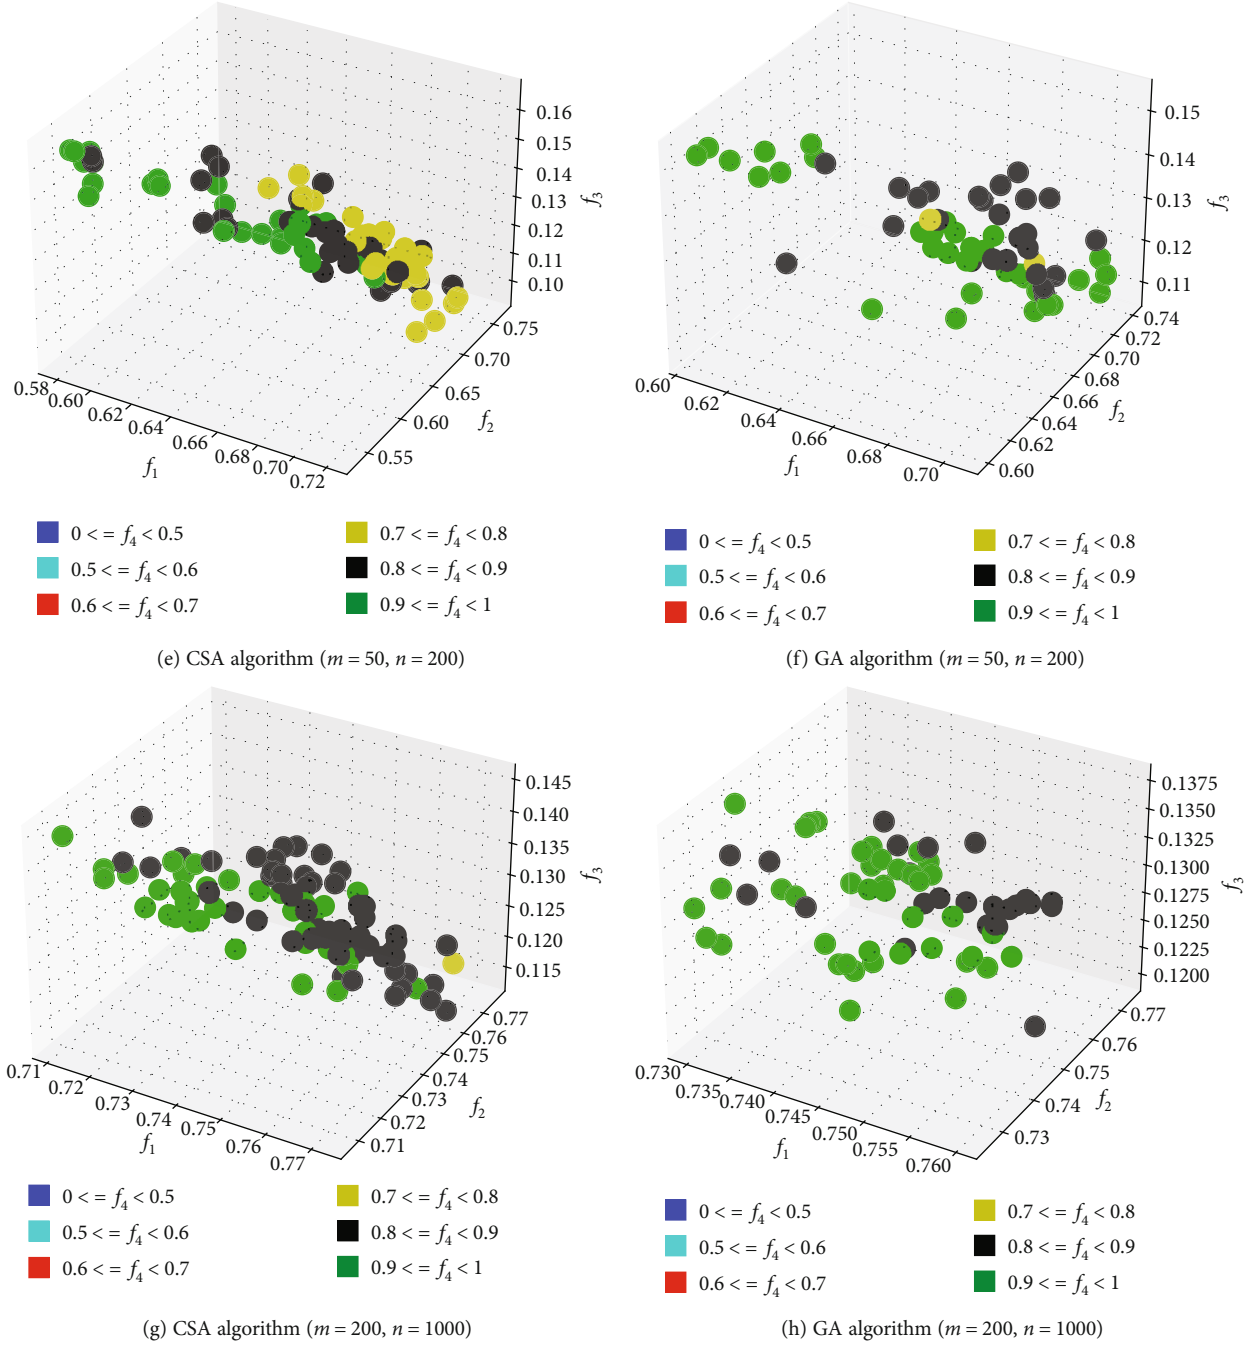 0.16
0.15
0.14
0.13
0.12
0.11
0.10
f3
0.75
0.70
0.65
0.60
0.55
f2
0.58
0.60
0.62
0.64
0.66
0.68
0.70
0.72
f1
0 < = f4 < 0.5
0.7 < = f4 < 0.8
0.5 < = f4 < 0.6
0.8 < = f4 < 0.9
0.6 < = f4 < 0.7
0.9 < = f4 < 1
(e) CSA algorithm (m = 50, n = 200)
0.15
0.14
0.13
0.12
0.11
f3
0.74
0.72
0.70
0.68
0.66
0.64
0.62
0.60
f2
0.60
0.62
0.64
0.66
0.68
0.70
f1
0 < = f4 < 0.5
0.7 < = f4 < 0.8
0.5 < = f4 < 0.6
0.8 < = f4 < 0.9
0.6 < = f4 < 0.7
0.9 < = f4 < 1
(f) GA algorithm (m = 50, n = 200)
0.145
0.140
0.135
0.130
0.125
0.120
0.115
f3
0.77
0.76
0.75
0.74
0.73
0.72
0.71
f2
0.71
0.72
0.73
0.74
0.75
0.76
0.77
f1
0 < = f4 < 0.5
0.7 < = f4 < 0.8
0.5 < = f4 < 0.6
0.8 < = f4 < 0.9
0.6 < = f4 < 0.7
0.9 < = f4 < 1
(g) CSA algorithm (m = 200, n = 1000)
0.1375
0.1350
0.1325
0.1300
0.1275
0.1250
0.1225
0.1200
f3
0.77
0.76
0.75
0.74
0.73
f2
0.730
0.735
0.740
0.745
0.750
0.755
0.760
f1
0 < = f4 < 0.5
0.7 < = f4 < 0.8
0.5 < = f4 < 0.6
0.8 < = f4 < 0.9
0.6 < = f4 < 0.7
0.9 < = f4 < 1
(h) GA algorithm (m = 200, n = 1000)